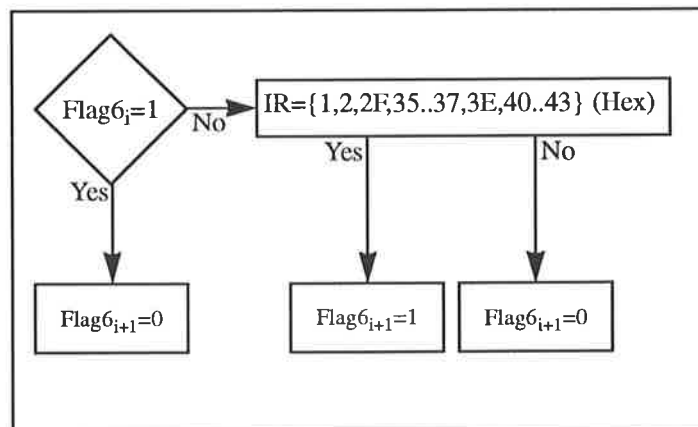 Flag6i=1
No
IR={1,2,2F,35..37,3E,40..43} (Hex)
Yes
Yes
No
Flag6i+1=0
Flag6i+1=1
Flag6i+1=0